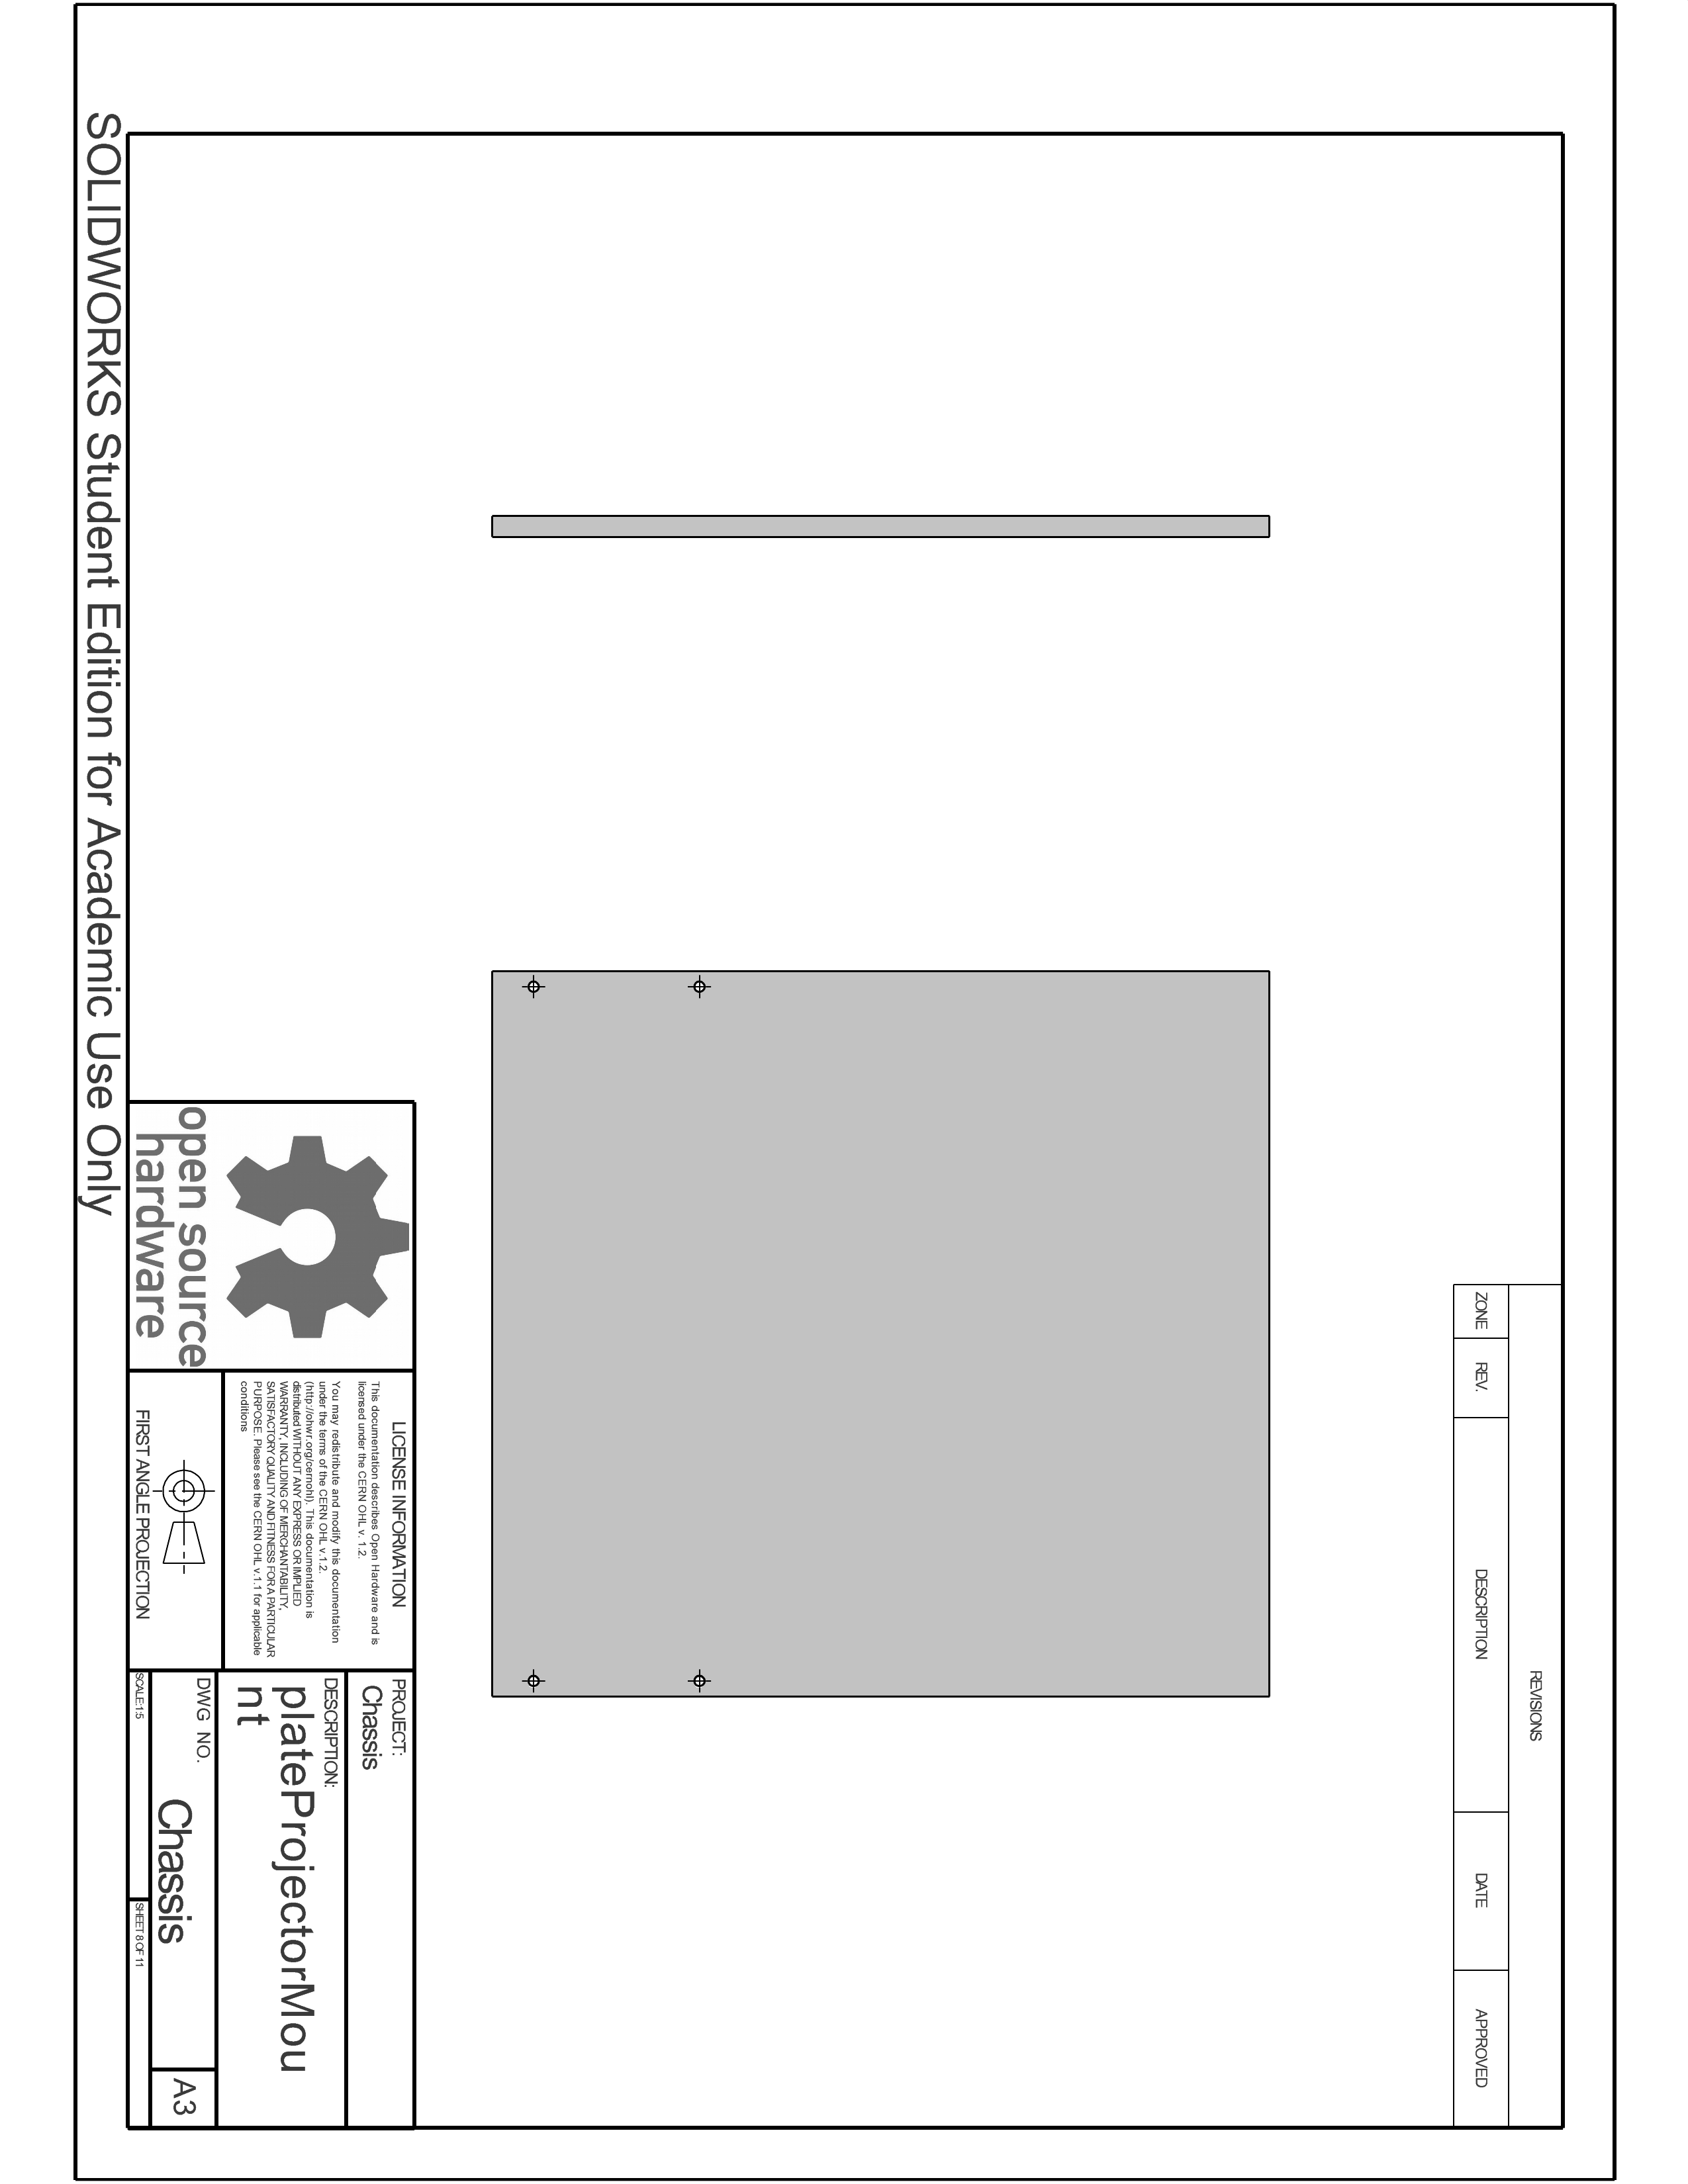 REVISIONS
ZONE REV. DESCRIPTION DATE APPROVED
open source
hardware
LICENSE INFORMATION
This documentation describes Open Hardware and is
licensed under the CERN OHL v. 1.2.
You may redistribute and modify this documentation
under the terms of the CERN OHL v.1.2.
(http://ohwr.org/cernohl). This documentation is
distributed WITHOUT ANY EXPRESS OR IMPLIED
WARRANTY, INCLUDING OF MERCHANTABILITY,
SATISFACTORY QUALITY AND FITNESS FOR A PARTICULAR
PURPOSE. Please see the CERN OHL v.1.1 for applicable
conditions
FIRST ANGLE PROJECTION
PROJECT:
Chassis
DESCRIPTION:
plateProjectorMou
nt
DWG NO.
Chassis
A3
SCALE:1:5
SHEET 8 OF 11
SOLIDWORKS Student Edition for Academic Use Only